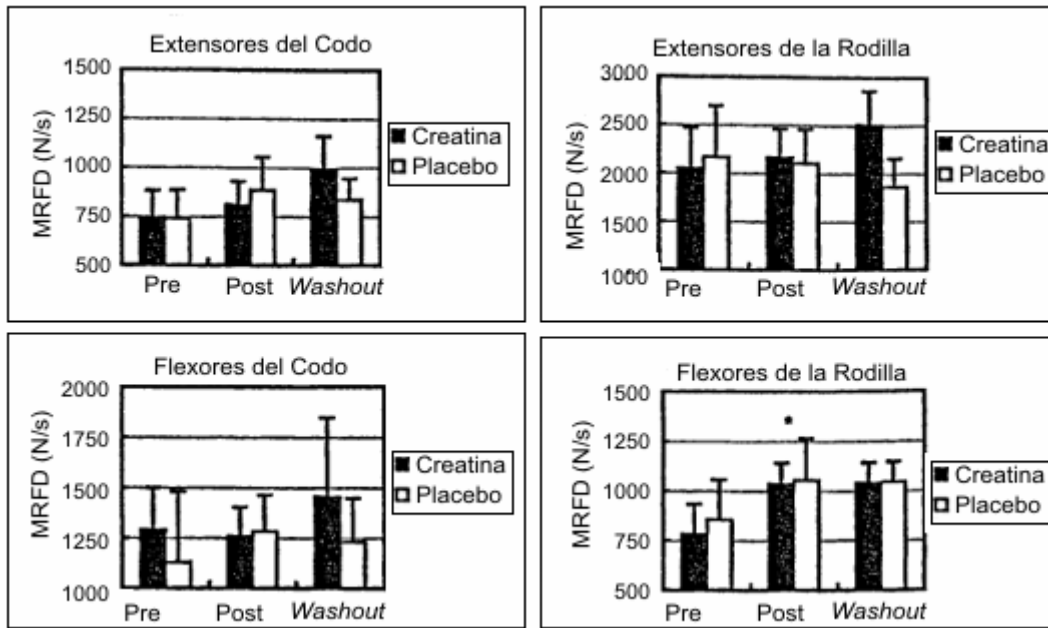 Extensores del Codo
1500
1250
1000
750
500
MRFD (N/s)
Pre Post Washout
Creatina
Placebo
Extensores de la Rodilla
3000
2500
2000
1500
1000
MRFD (N/s)
Pre Post Washout
Creatina
Placebo
Flexores del Codo
2000
1750
1500
1250
1000
MRFD (N/s)
Pre Post Washout
Creatina
Placebo
Flexores de la Rodilla
1500
1250
1000
750
500
MRFD (N/s)
Pre Post Washout
Creatina
Placebo